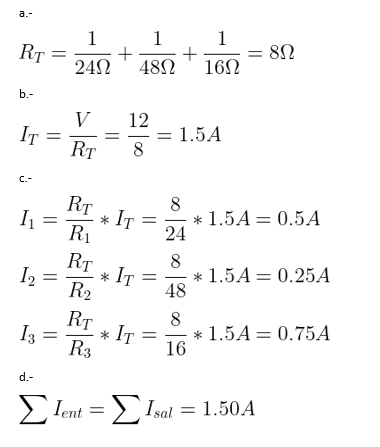 a.-
R_T = 1/24Ω + 1/48Ω + 1/16Ω = 8Ω
b.-
I_T = V/R_T = 12/8 = 1.5A
c.-
I_1 = R_T/R_1 * I_T = 8/24 * 1.5A = 0.5A
I_2 = R_T/R_2 * I_T = 8/48 * 1.5A = 0.25A
I_3 = R_T/R_3 * I_T = 8/16 * 1.5A = 0.75A
d.-
∑ I_ent = ∑ I_sal = 1.50A